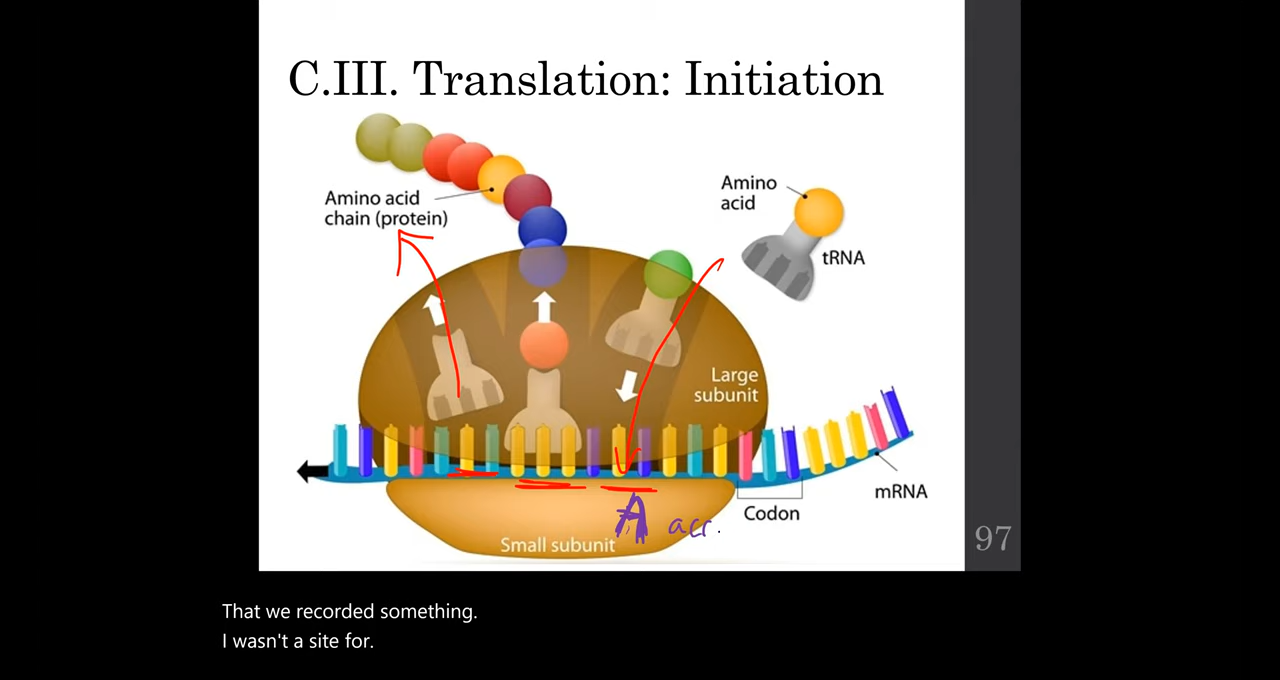 C.III. Translation: Initiation
Amino acid
chain (protein)
Amino
acid
tRNA
Large
subunit
mRNA
Codon
A acc.
Small subunit
97
That we recorded something.
I wasn't a site for.